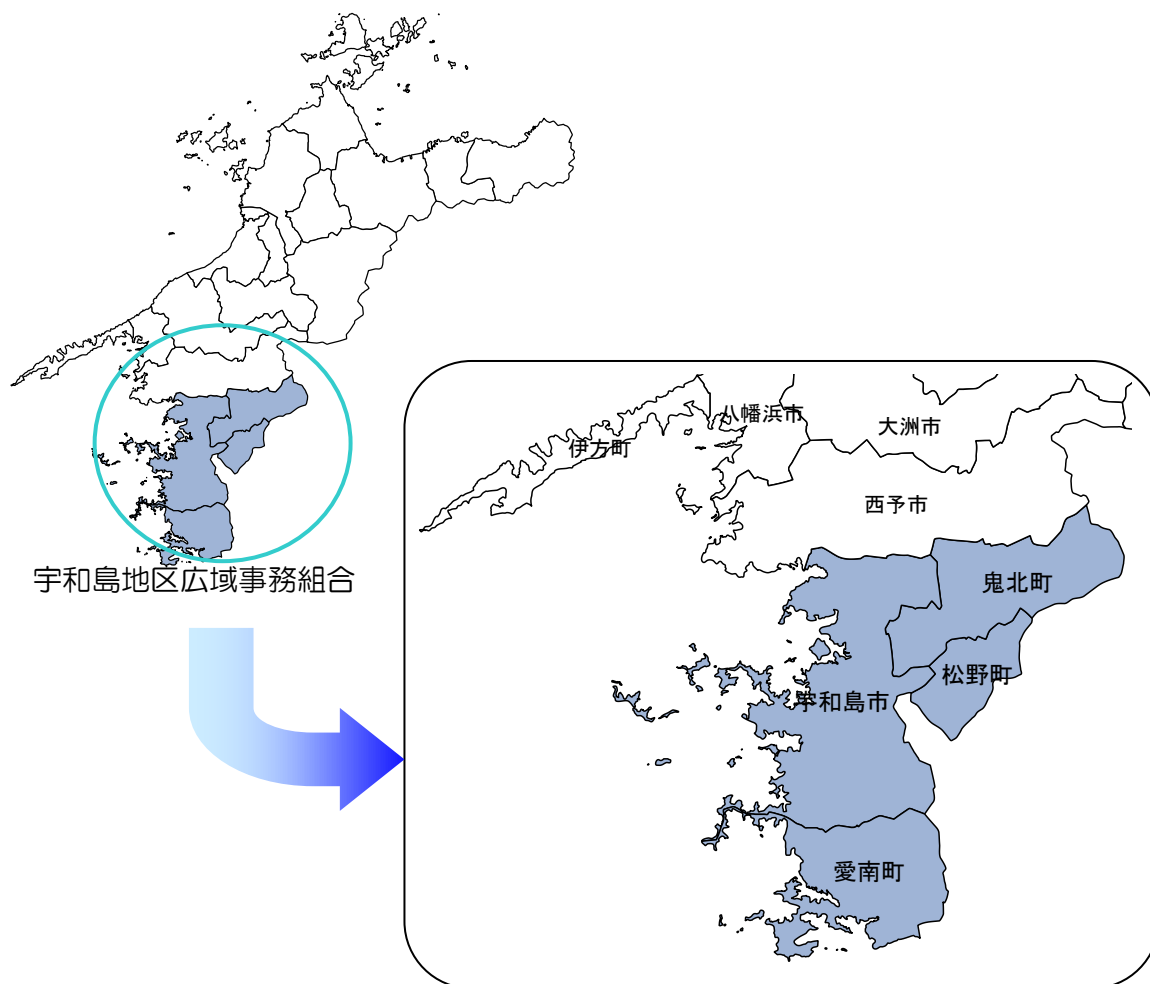 宇和島地区広域事務組合
八幡浜市
大洲市
伊方町
西予市
鬼北町
松野町
宇和島市
愛南町